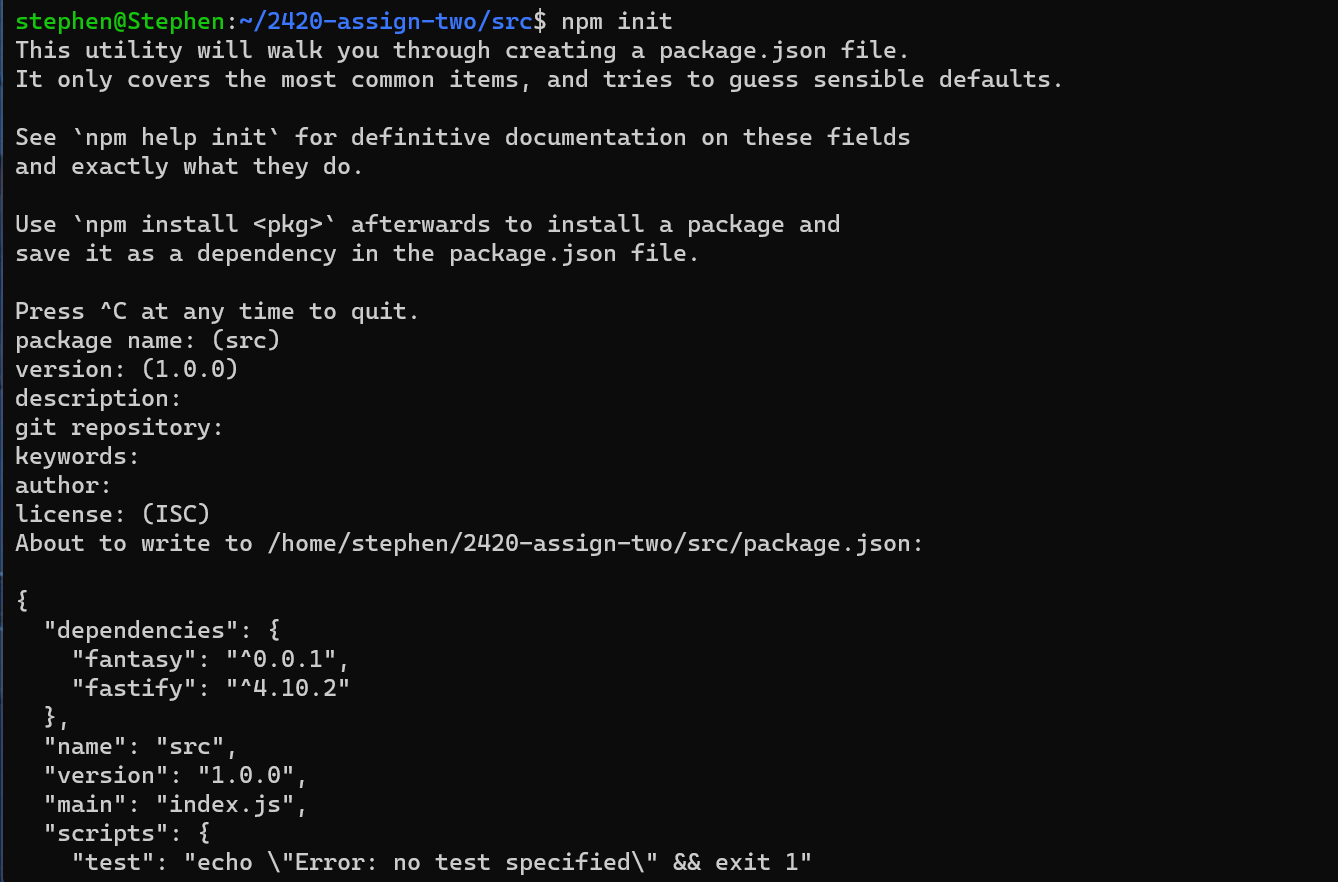 stephen@Stephen:~/2420-assign-two/src$ npm init
This utility will walk you through creating a package.json file.
It only covers the most common items, and tries to guess sensible defaults.
See `npm help init` for definitive documentation on these fields
and exactly what they do.
Use `npm install <pkg>` afterwards to install a package and
save it as a dependency in the package.json file.
Press ^C at any time to quit.
package name: (src)
version: (1.0.0)
description:
git repository:
keywords:
author:
license: (ISC)
About to write to /home/stephen/2420-assign-two/src/package.json:
{
  "dependencies": {
    "fantasy": "^0.0.1",
    "fastify": "^4.10.2"
  },
  "name": "src",
  "version": "1.0.0",
  "main": "index.js",
  "scripts": {
    "test": "echo \"Error: no test specified\" && exit 1"